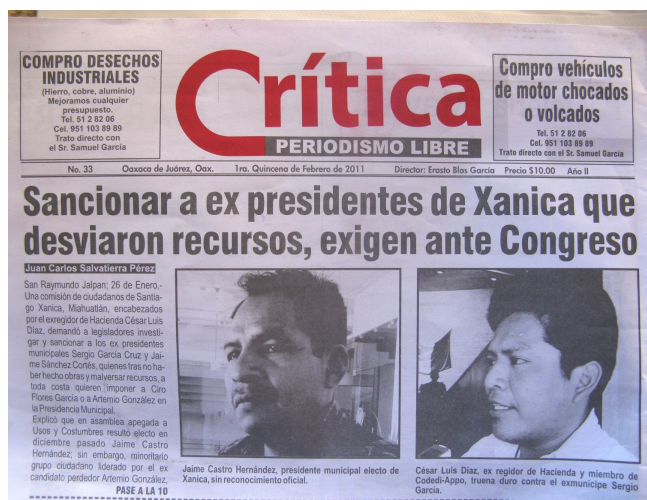 COMPRO DESECHOS
INDUSTRIALES
(Hierro, cobre, aluminio)
Mejoramos cualquier
presupuesto.
Tel. 51 2 82 06
Cel. 951 103 89 89
Trato directo con
el Sr. Samuel García
Crítica
PERIODISMO LIBRE
Compro vehículos
de motor chocados
o volcados
Tel. 51 2 82 06
Cel. 951 103 89 89
Trato directo con el Sr. Samuel García
No. 33 Oaxaca de Juárez, Oax. 1ra. Quincena de Febrero de 2011 Director: Erasto Blas García Precio $10.00 Año II
Sancionar a ex presidentes de Xanica que
desviaron recursos, exigen ante Congreso
Juan Carlos Salvatierra Pérez
San Raymundo Jalpan; 26 de Enero.-
Una comisión de ciudadanos de Santia-
go Xanica, Miahuatlán, encabezados
por el exregidor de Hacienda César Luis
Díaz, demandó a legisladores investi-
gar y sancionar a los ex presidentes
municipales Sergio García Cruz y Jai-
me Sánchez Cortés, quienes tras no ha-
ber hecho obras y malversar recursos, a
toda costa quieren imponer a Ciro
Flores García o a Artemio González en
la Presidencia Municipal.
Explicó que en asamblea apegada a
Usos y Costumbres resultó electo en
diciembre pasado Jaime Castro
Hernández; sin embargo, minoritario
grupo ciudadano liderado por el ex
candidato perdedor Artemio González,
PASE A LA 10
Jaime Castro Hernández, presidente municipal electo de
Xanica, sin reconocimiento oficial.
César Luis Díaz, ex regidor de Hacienda y miembro de
Codedi-Appo, truena duro contra el exmunicipe Sergio
García.